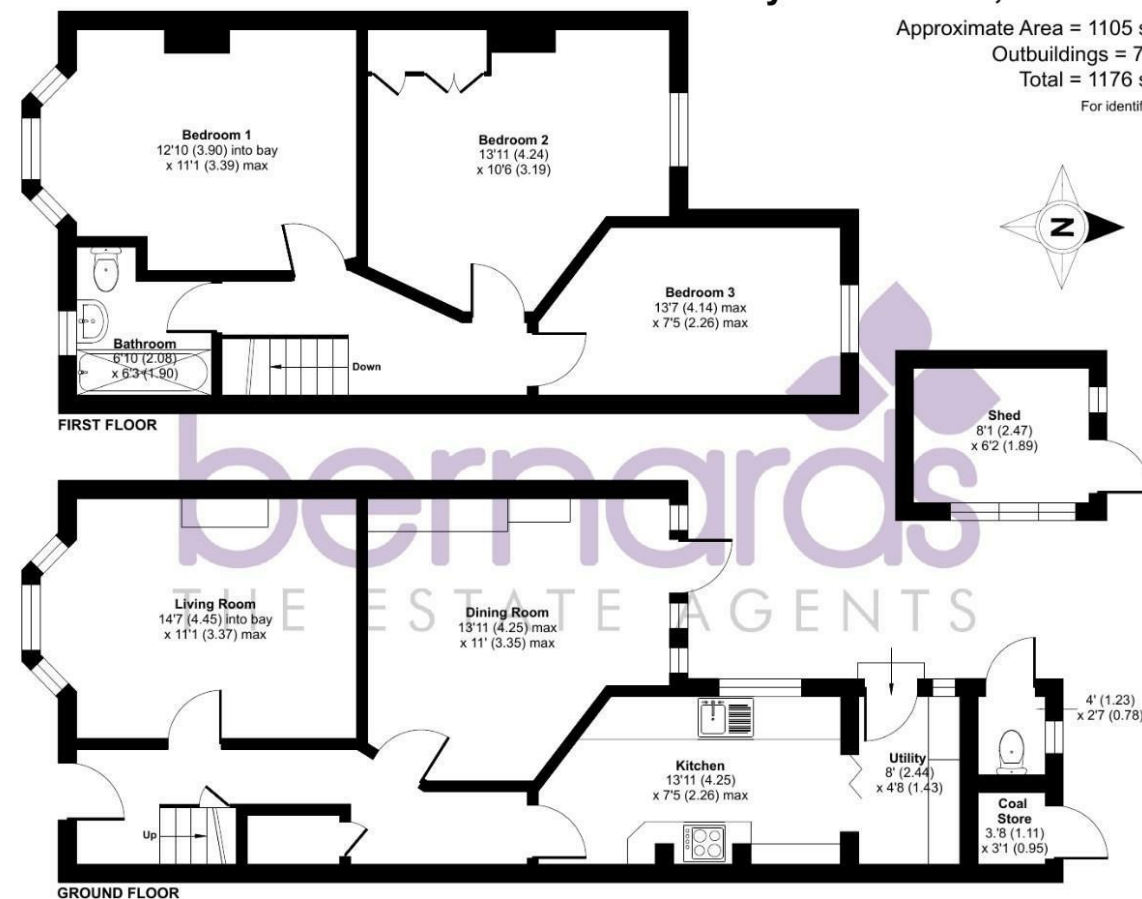 Approximate Area = 1105
Outbuildings =
Total = 1176
For
Bedroom 1
12'10 (3.90) into bay
x 11'1 (3.39) max
Bedroom 2
13'11 (4.24)
x 10'6 (3.19)
N
Bedroom 3
13'7 (4.14) max
x 7'5 (2.26) max
Bathroom
6'10 (2.08)
x 6'3 (1.90)
Down
FIRST FLOOR
Shed
8'1 (2.47)
x 6'2 (1.89)
bernards
THE ESTATE AGENTS
Living Room
14'7 (4.45) into bay
x 11'1 (3.37) max
Dining Room
13'11 (4.25) max
x 11' (3.35) max
4' (1.23)
x 2'7 (0.78)
Kitchen
13'11 (4.25)
x 7'5 (2.26) max
Utility
8' (2.44)
x 4'8 (1.43)
Coal
Store
3.'8 (1.11)
x 3'1 (0.95)
Up
GROUND FLOOR